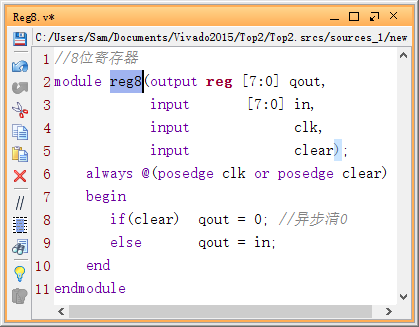 Reg8.v*
C:/Users/Sam/Documents/Vivado2015/Top2/Top2.srcs/sources_1/new
1 //8位寄存器
2 module reg8(output reg [7:0] qout,
3 input [7:0] in,
4 input clk,
5 input clear);
6 always @(posedge clk or posedge clear)
7 begin
8 if(clear) qout = 0; //异步清0
9 else qout = in;
10 end
11 endmodule